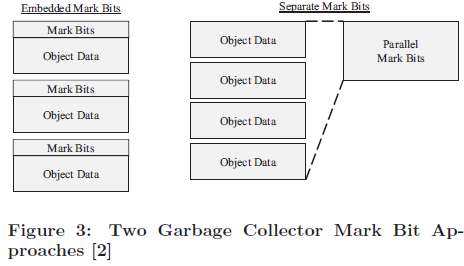 Embedded Mark Bits
Mark Bits
Object Data
Mark Bits
Object Data
Mark Bits
Object Data
Separate Mark Bits
Object Data
Object Data
Object Data
Object Data
Parallel
Mark Bits
Figure 3: Two Garbage Collector Mark Bit Ap-
proaches [2]